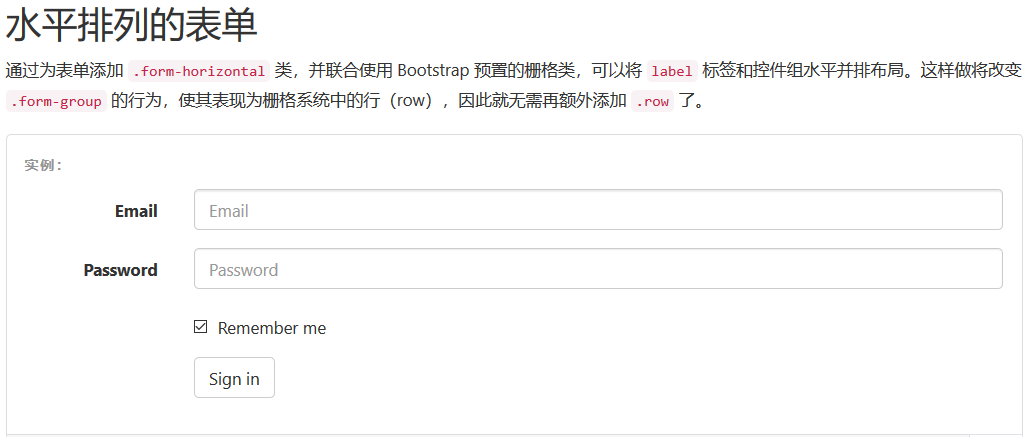 水平排列的表单
通过为表单添加 .form-horizontal 类，并联合使用 Bootstrap 预置的栅格类，可以将 label 标签和控件组水平并排布局。这样做将改变
.form-group 的行为，使其表现为栅格系统中的行（row），因此就无需再额外添加 .row 了。
实例：
Email Email
Password Password
Remember me
Sign in